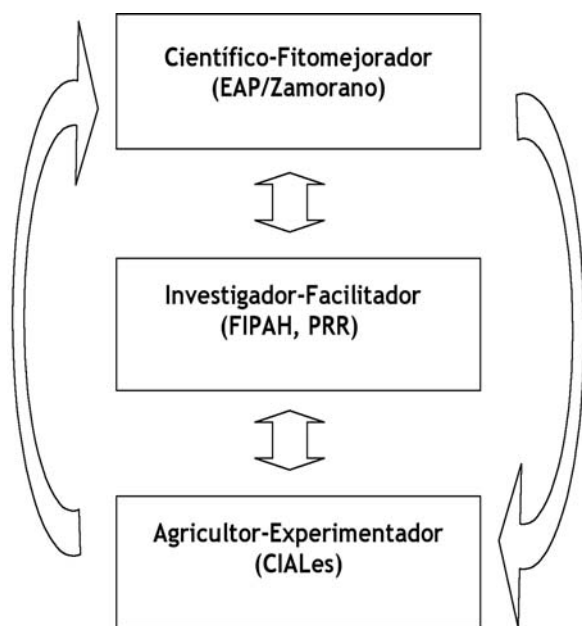 Científico-Fitomejorador
(EAP/Zamorano)
Investigador-Facilitador
(FIPAH, PRR)
Agricultor-Experimentador
(CIALes)